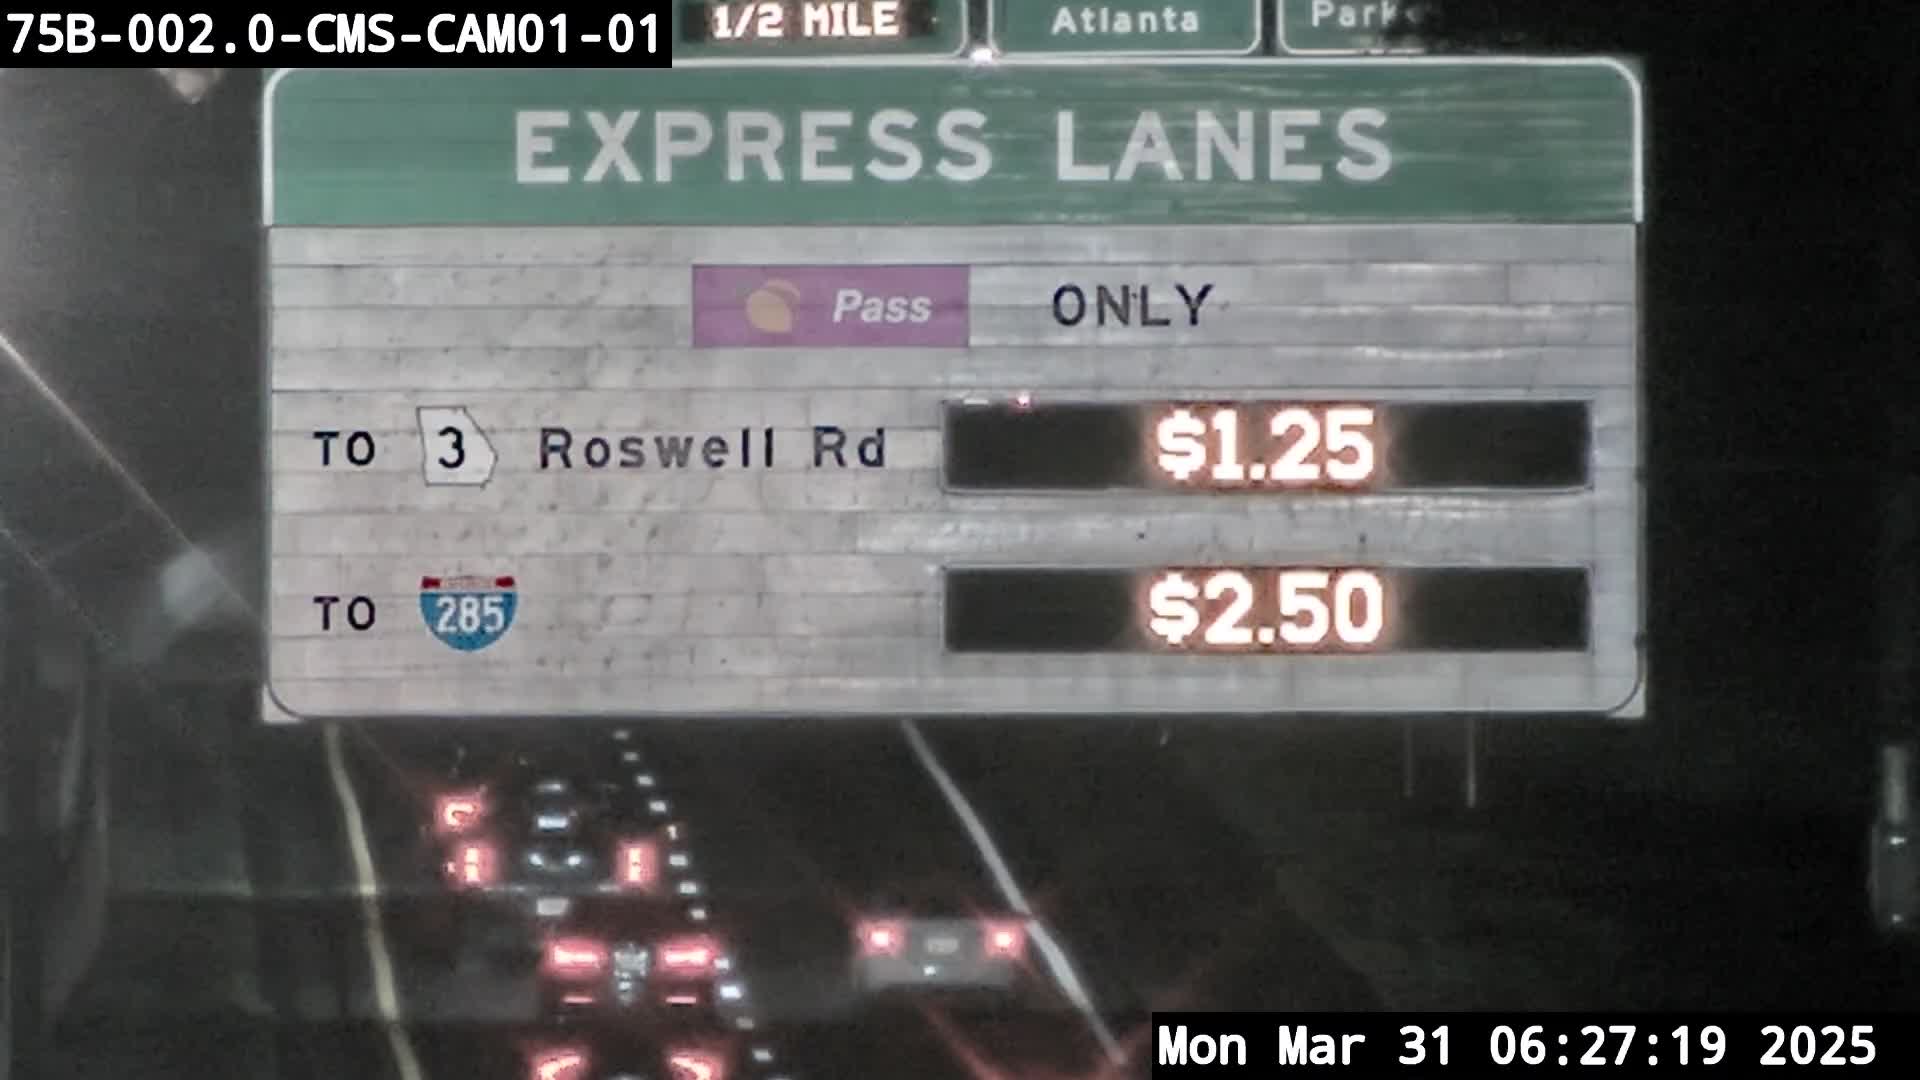 75B-002.0-CMS-CAM01-01
1/2 MILE
Atlanta
Park
EXPRESS LANES
Pass ONLY
TO 3 Roswell Rd $1.25
TO 285 $2.50
Mon Mar 31 06:27:19 2025